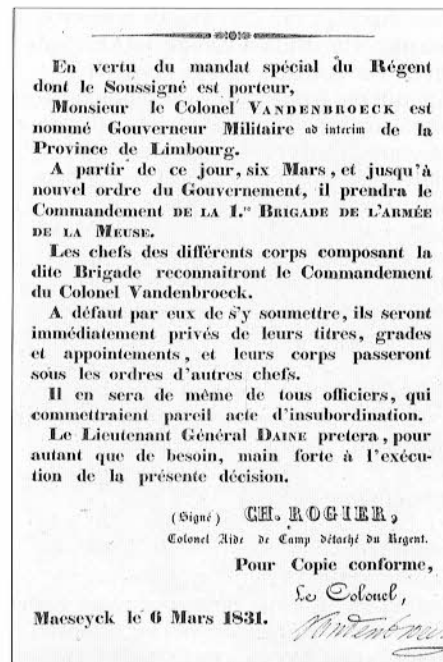 En vertu du mandat spécial du Régent
dont le Soussigné est porteur,
Monsieur le Colonel VANDENBROECK est
nommé Gouverneur Militaire ad interim de la
Province de Limbourg.
A partir de ce jour, six Mars, et jusqu'à
nouvel ordre du Gouvernement, il prendra le
Commandement DE LA 1.re BRIGADE DE L'ARMÉE
DE LA MEUSE.
Les chefs des différents corps composant la
dite Brigade reconnaitront le Commandement
du Colonel Vandenbroeck.
A défaut par eux de s'y soumettre, ils seront
immédiatement privés de leurs titres, grades
et appointements, et leurs corps passeront
sous les ordres d'autres chefs.
Il en sera de même de tous officiers, qui
commettraient pareil acte d'insubordination.
Le Lieutenant Général DAINE pretera, pour
autant que de besoin, main forte à l'exécu-
tion de la présente décision.
(Signé) CH. ROGIER,
Colonel Aide de Camp détaché du Regent.
Pour Copie conforme,
Le Colonel,
Maeseyck le 6 Mars 1831.